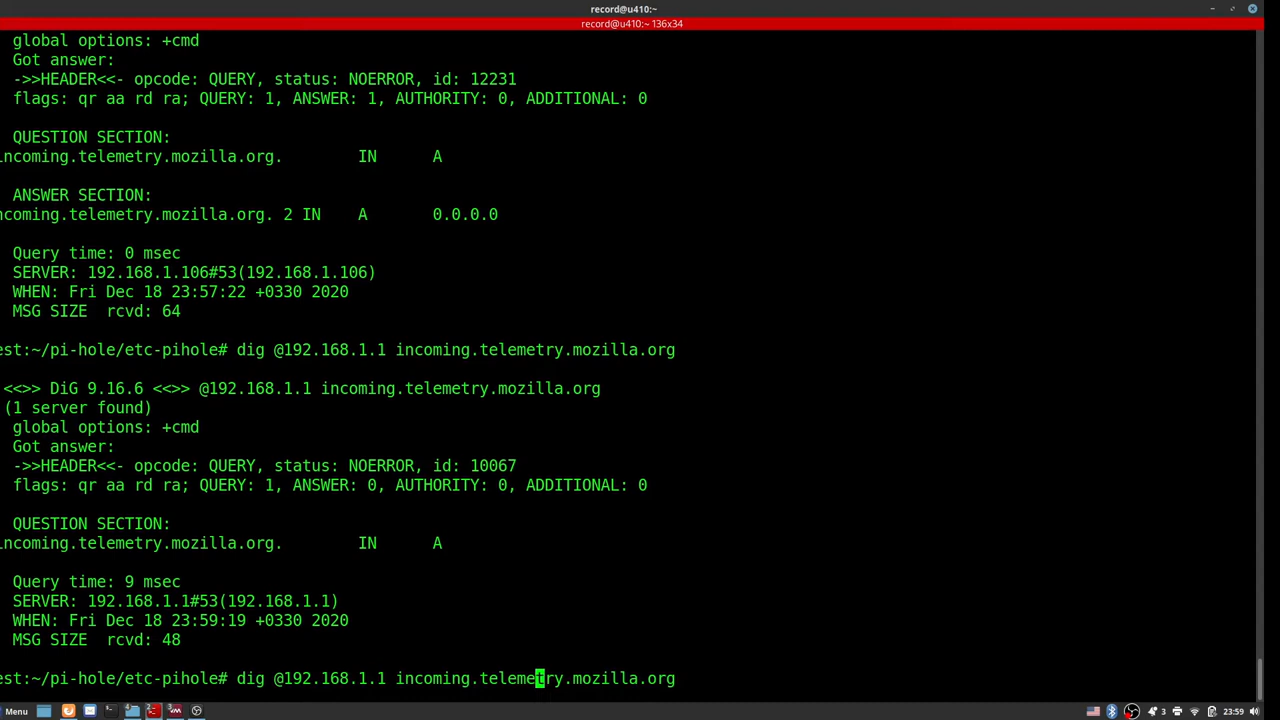 record@u410:~
record@u410:~ 136x34
global options: +cmd
Got answer:
->>HEADER<<- opcode: QUERY, status: NOERROR, id: 12231
flags: qr aa rd ra; QUERY: 1, ANSWER: 1, AUTHORITY: 0, ADDITIONAL: 0
QUESTION SECTION:
incoming.telemetry.mozilla.org. IN A
ANSWER SECTION:
ncoming.telemetry.mozilla.org. 2 IN A 0.0.0.0
Query time: 0 msec
SERVER: 192.168.1.106#53(192.168.1.106)
WHEN: Fri Dec 18 23:57:22 +0330 2020
MSG SIZE rcvd: 64
est:~/pi-hole/etc-pihole# dig @192.168.1.1 incoming.telemetry.mozilla.org
<<>> DiG 9.16.6 <<>> @192.168.1.1 incoming.telemetry.mozilla.org
(1 server found)
global options: +cmd
Got answer:
->>HEADER<<- opcode: QUERY, status: NOERROR, id: 10067
flags: qr aa rd ra; QUERY: 1, ANSWER: 0, AUTHORITY: 0, ADDITIONAL: 0
QUESTION SECTION:
incoming.telemetry.mozilla.org. IN A
Query time: 9 msec
SERVER: 192.168.1.1#53(192.168.1.1)
WHEN: Fri Dec 18 23:59:19 +0330 2020
MSG SIZE rcvd: 48
est:~/pi-hole/etc-pihole# dig @192.168.1.1 incoming.telemetry.mozilla.org
Menu 4 2 3 3 23:59